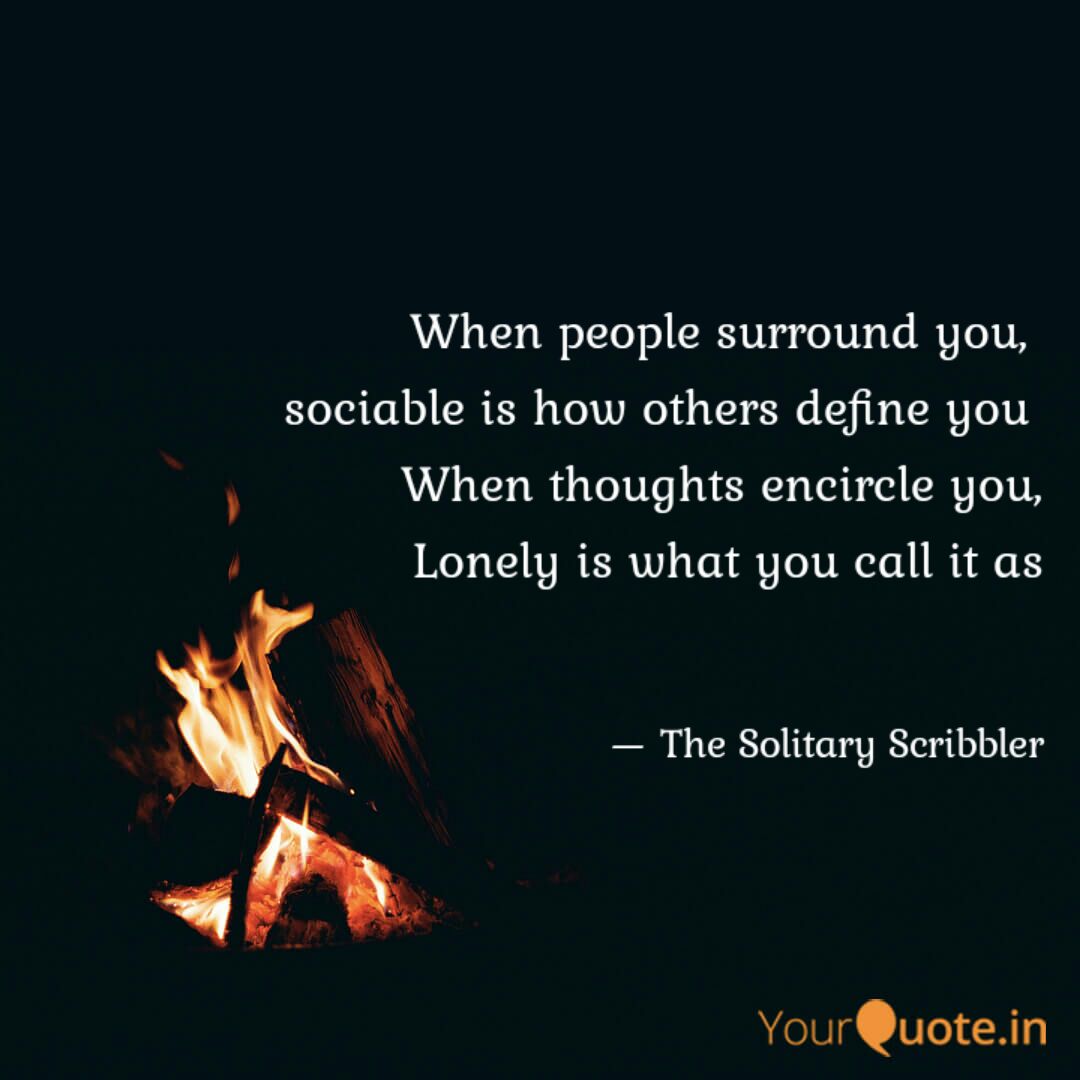 When people surround you,
sociable is how others define you
When thoughts encircle you,
Lonely is what you call it as
— The Solitary Scribbler
YourQuote.in